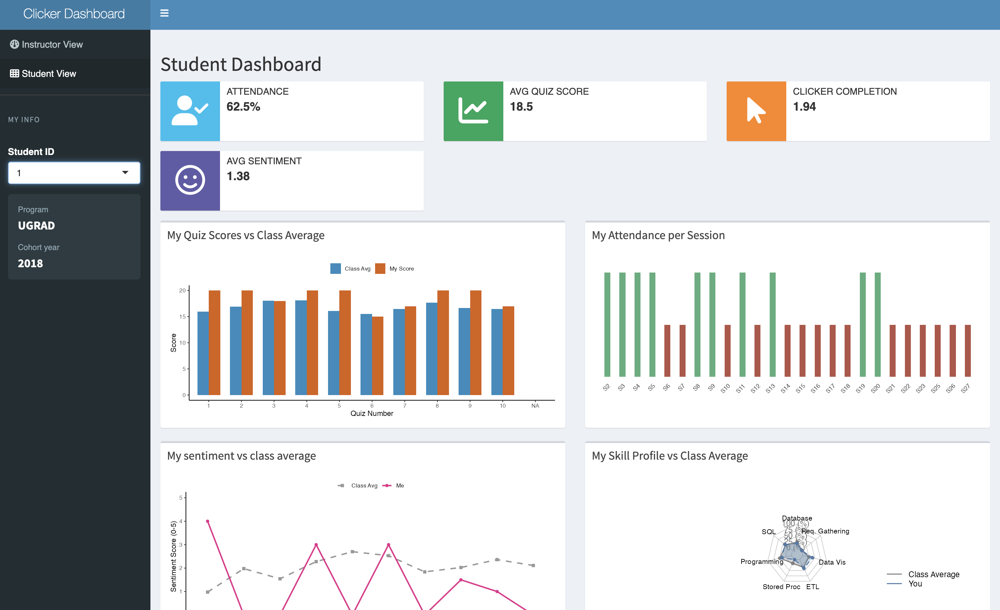 Clicker Dashboard
Instructor View
Student View
MY INFO
Student ID
1
Program
UGRAD
Cohort year
2018
Student Dashboard
ATTENDANCE
62.5%
AVG QUIZ SCORE
18.5
CLICKER COMPLETION
1.94
AVG SENTIMENT
1.38
My Quiz Scores vs Class Average
Class Avg My Score
Score
20
15
10
5
0
1 2 3 4 5 6 7 8 9 10 NA
Quiz Number
My Attendance per Session
S2 S3 S4 S5 S6 S7 S8 S9 S10 S11 S12 S13 S14 S15 S16 S17 S18 S19 S20 S21 S22 S23 S25 S26 S27
My sentiment vs class average
Class Avg Me
Sentiment Score (0-5)
5
4
3
2
1
My Skill Profile vs Class Average
Database
100 (%)
SQL
75 (%)
Req. Gathering
50 (%)
25 (%)
0 (%)
Programming
Data Vis
Stored Proc ETL
Class Average
You